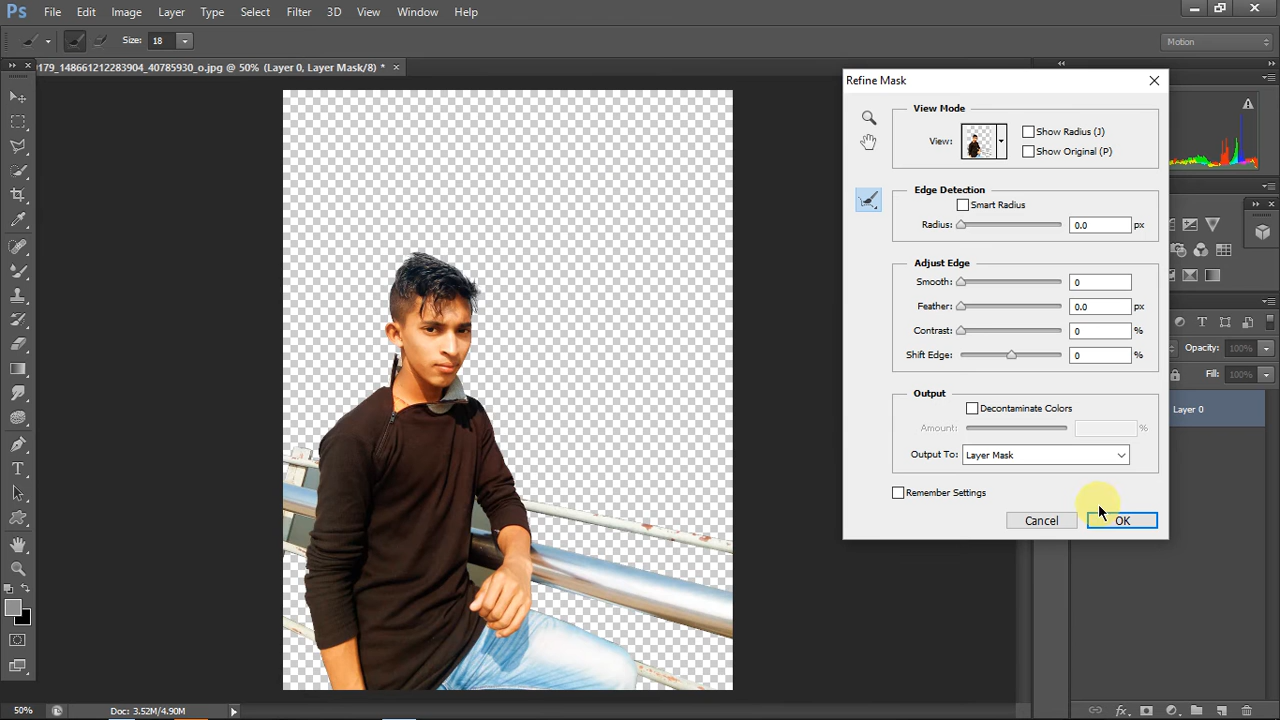 Ps File Edit Image Layer Type Select Filter 3D View Window Help
Size: 18 Motion
179_148661212283904_40785930_o.jpg @ 50% (Layer 0, Layer Mask/8) *
Refine Mask
View Mode
View: Show Radius (J)
Show Original (P)
Edge Detection
Smart Radius
Radius: 0.0 px
Adjust Edge
Smooth: 0
Feather: 0.0 px
Contrast: 0 %
Shift Edge: 0 %
Opacity: 100%
Fill: 100%
Output
Decontaminate Colors
Amount: %
Output To: Layer Mask
Layer 0
Remember Settings
Cancel OK
50% Doc: 3.52M/4.90M